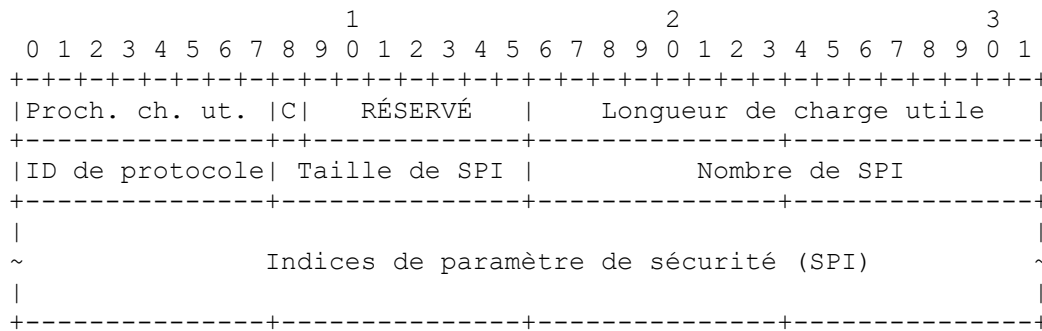 1                   2                   3
 0 1 2 3 4 5 6 7 8 9 0 1 2 3 4 5 6 7 8 9 0 1 2 3 4 5 6 7 8 9 0 1
+-+-+-+-+-+-+-+-+-+-+-+-+-+-+-+-+-+-+-+-+-+-+-+-+-+-+-+-+-+-+-+-+
|Proch. ch. ut. |C|   RÉSERVÉ   |    Longueur de charge utile   |
+---------------+-+-------------+---------------+---------------+
|ID de protocole| Taille de SPI |         Nombre de SPI         |
+---------------+---------------+---------------+---------------+
|                                                               |
~               Indices de paramètre de sécurité (SPI)          ~
|                                                               |
+---------------+---------------+---------------+---------------+